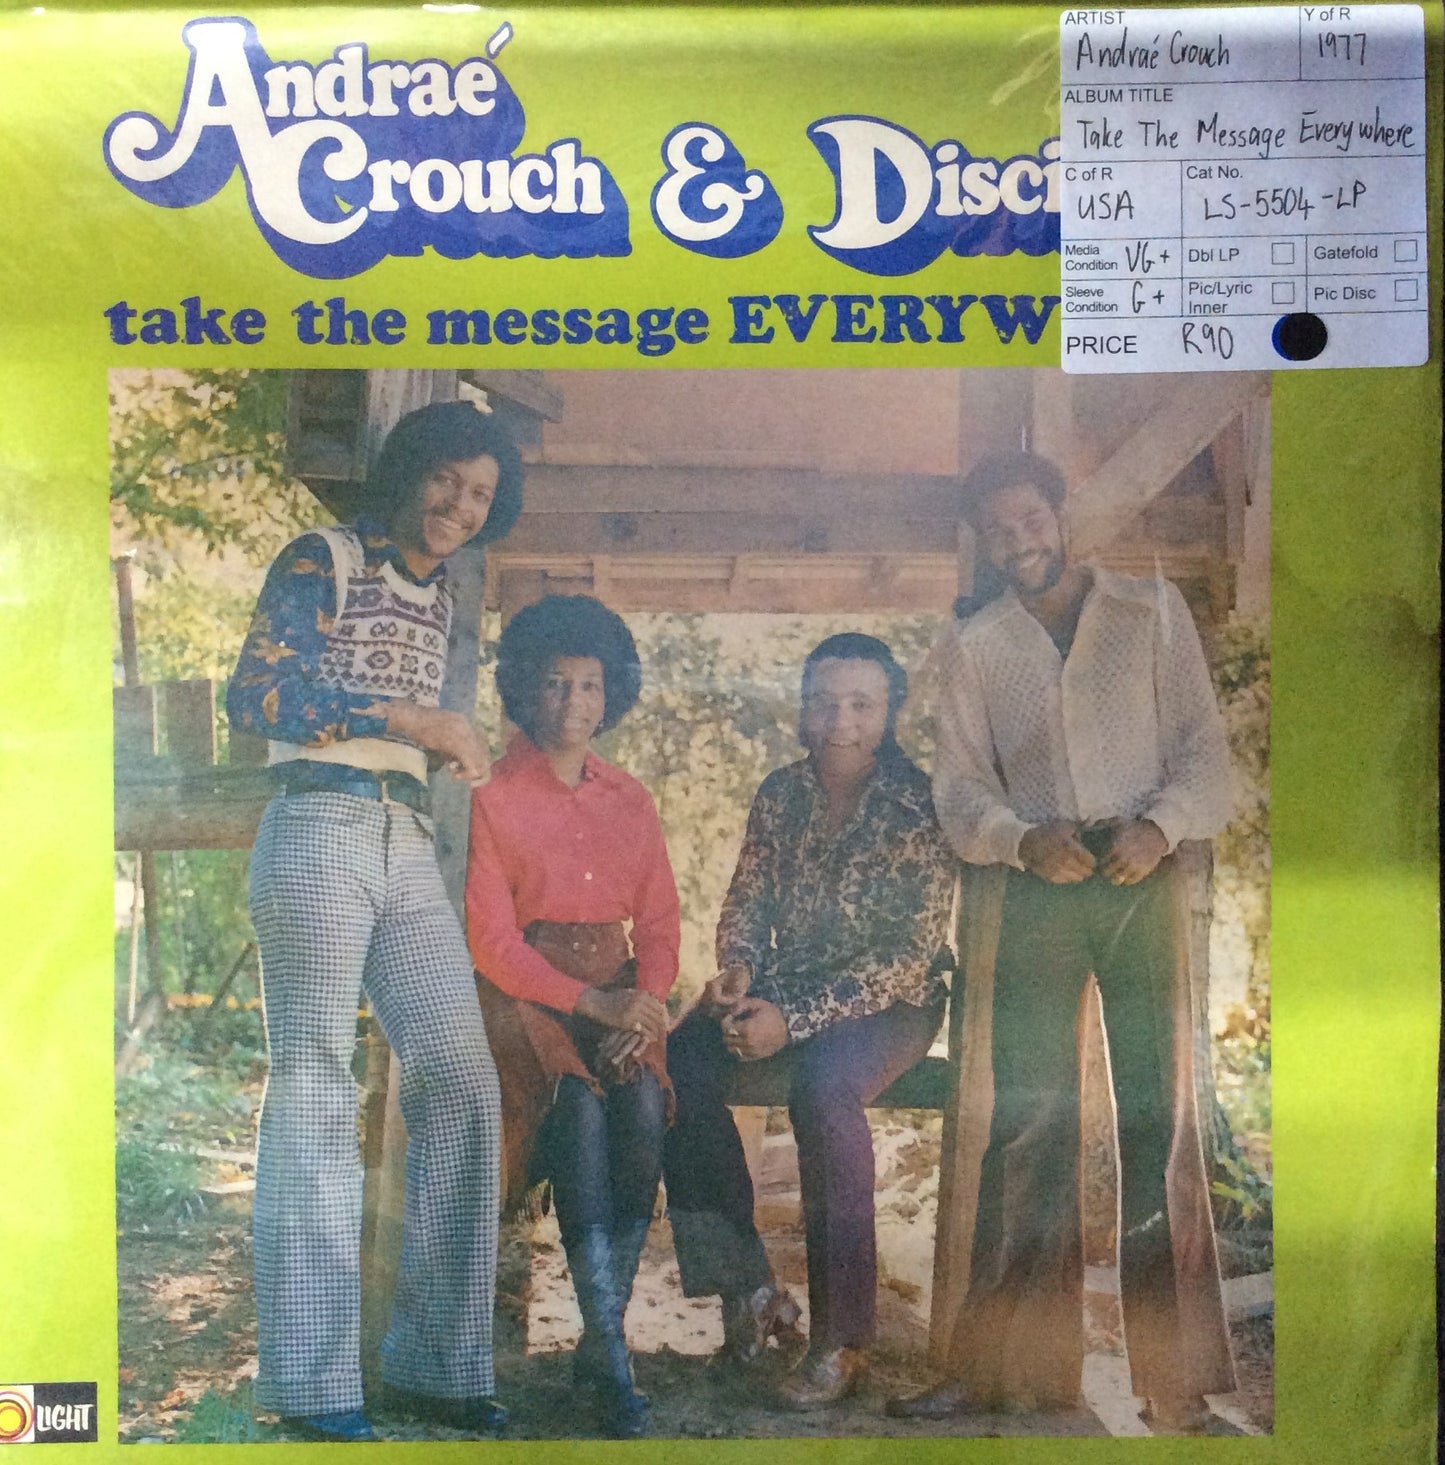 Andraé
Crouch & Disci
take the message EVERYW
ARTIST
Andraé Crouch
Y of R
1977
ALBUM TITLE
Take The Message Everywhere
C of R
USA
Cat No.
LS-5504-LP
Media
Condition VG+
Dbl LP
Gatefold
Sleeve
Condition G+
Pic/Lyric
Inner
Pic Disc
PRICE R90
LIGHT